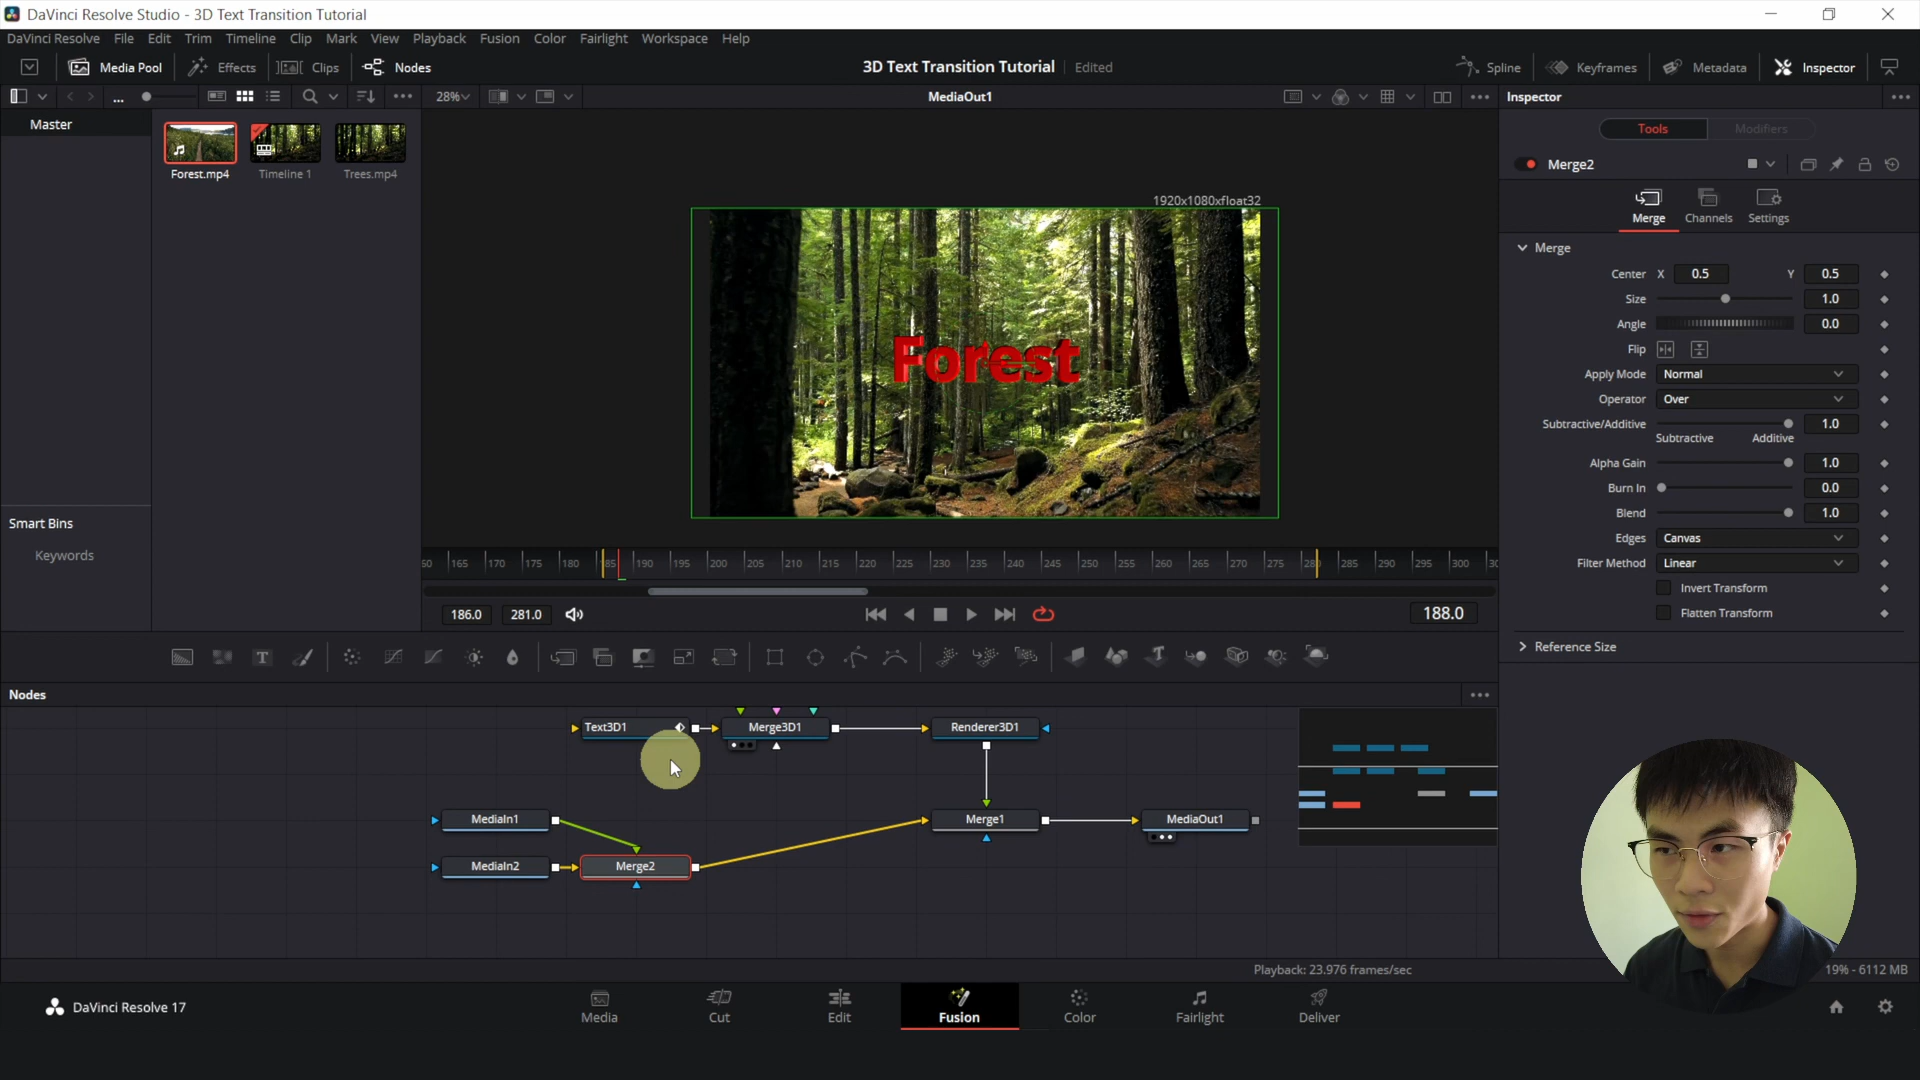 DaVinci Resolve Studio - 3D Text Transition Tutorial
DaVinci Resolve File Edit Trim Timeline Clip Mark View Playback Fusion Color Fairlight Workspace Help
Media Pool Effects Clips Nodes 3D Text Transition Tutorial Edited Spline Keyframes Metadata Inspector
28% MediaOut1 Inspector
Master
Forest.mp4 Timeline 1 Trees.mp4
Tools Modifiers
Merge2
Merge Channels Settings
1920x1080xfloat32
Forest
Merge
Center X 0.5 Y 0.5
Size 1.0
Angle 0.0
Flip
Apply Mode Normal
Operator Over
Subtractive/Additive 1.0
Subtractive Additive
Alpha Gain 1.0
Burn In 0.0
Blend 1.0
Edges Canvas
Filter Method Linear
Invert Transform
Flatten Transform
Reference Size
Smart Bins
Keywords
60 165 170 175 180 185 190 195 200 205 210 215 220 225 230 235 240 245 250 255 260 265 270 275 280 285 290 295 300
186.0 281.0 188.0
T
Nodes
Text3D1 Merge3D1 Renderer3D1
MediaIn1 Merge1 MediaOut1
MediaIn2 Merge2
Playback: 23.976 frames/sec 19% - 6112 MB
DaVinci Resolve 17
Media Cut Edit Fusion Color Fairlight Deliver